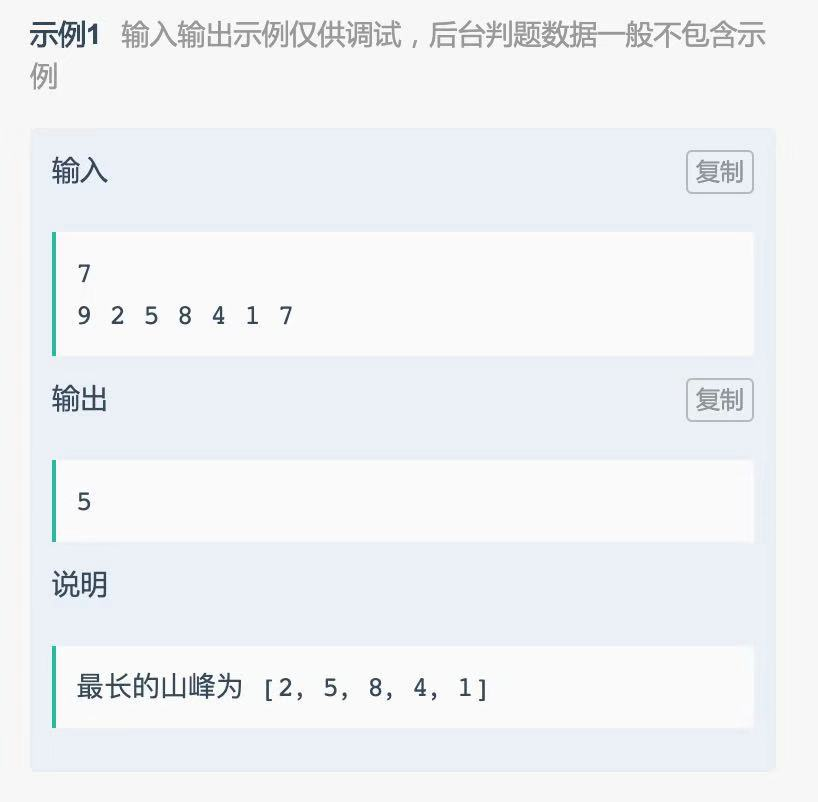 示例1 输入输出示例仅供调试，后台判题数据一般不包含示
例
输入
复制
7
9 2 5 8 4 1 7
输出
复制
5
说明
最长的山峰为 [2, 5, 8, 4, 1]